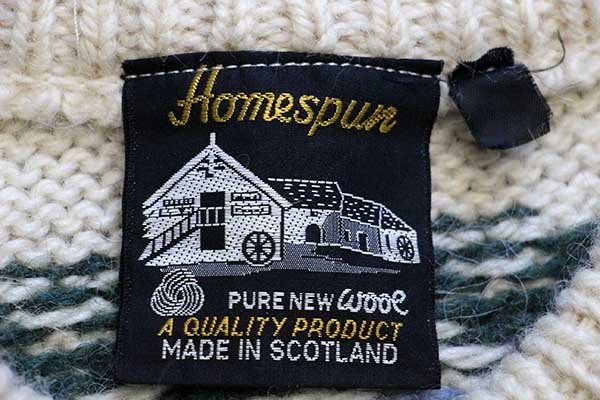 Homespun
PURE NEW WOOL
A QUALITY PRODUCT
MADE IN SCOTLAND